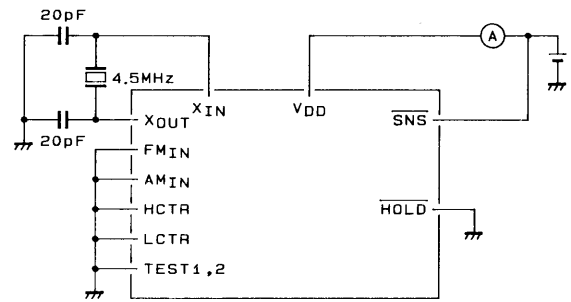 20pF
4.5MHz
20pF
A
XIN
VDD
XOUT
SNS
FMIN
AMIN
HCTR
HOLD
LCTR
TEST1,2